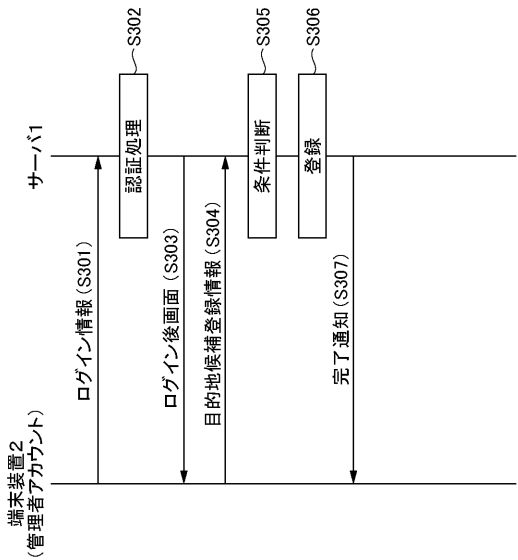 端末装置２
（管理者アカウント）
サーバ１
ログイン情報（S301）
認証処理
S302
ログイン後画面（S303）
目的地候補登録情報（S304）
条件判断
S305
登録
S306
完了通知（S307）